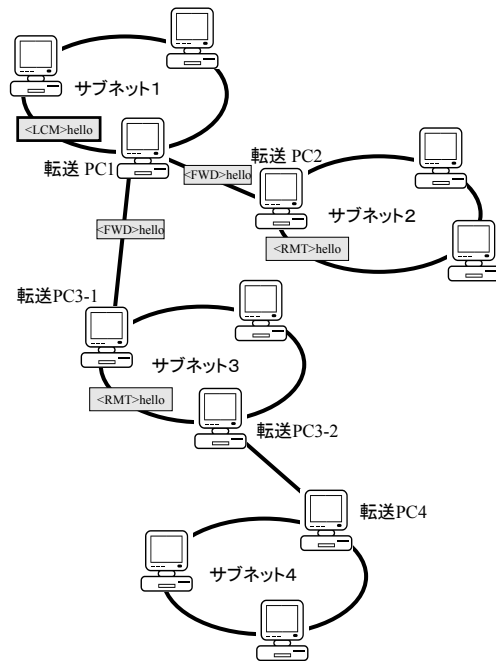 サブネット1
<LCM>hello
転送 PC1
転送 PC2
<FWD>hello
サブネット2
<FWD>hello
<RMT>hello
転送PC3-1
サブネット3
<RMT>hello
転送PC3-2
転送PC4
サブネット4